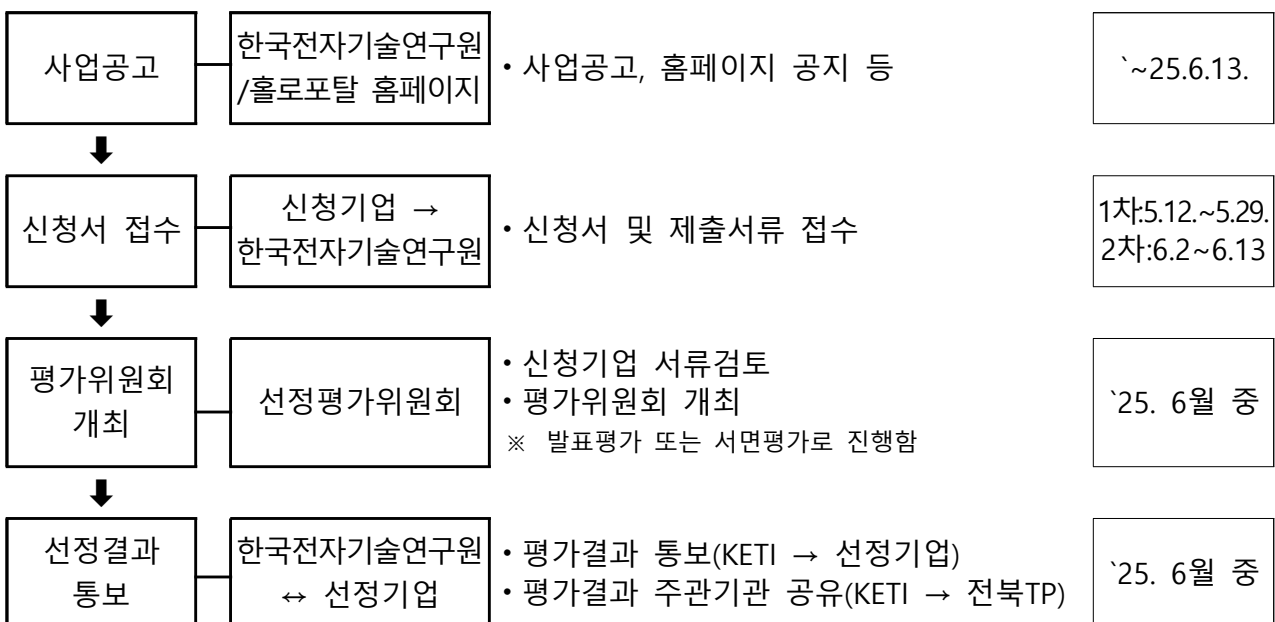 사업공고
한국전자기술연구원
/홀로포탈 홈페이지
• 사업공고, 홈페이지 공지 등
`~25.6.13.
⬇
신청서 접수
신청기업 →
한국전자기술연구원
• 신청서 및 제출서류 접수
1차:5.12.~5.29.
2차:6.2~6.13
⬇
평가위원회
개최
선정평가위원회
• 신청기업 서류검토
• 평가위원회 개최
※ 발표평가 또는 서면평가로 진행함
`25. 6월 중
⬇
선정결과
통보
한국전자기술연구원
↔ 선정기업
• 평가결과 통보(KETI → 선정기업)
• 평가결과 주관기관 공유(KETI → 전북TP)
`25. 6월 중